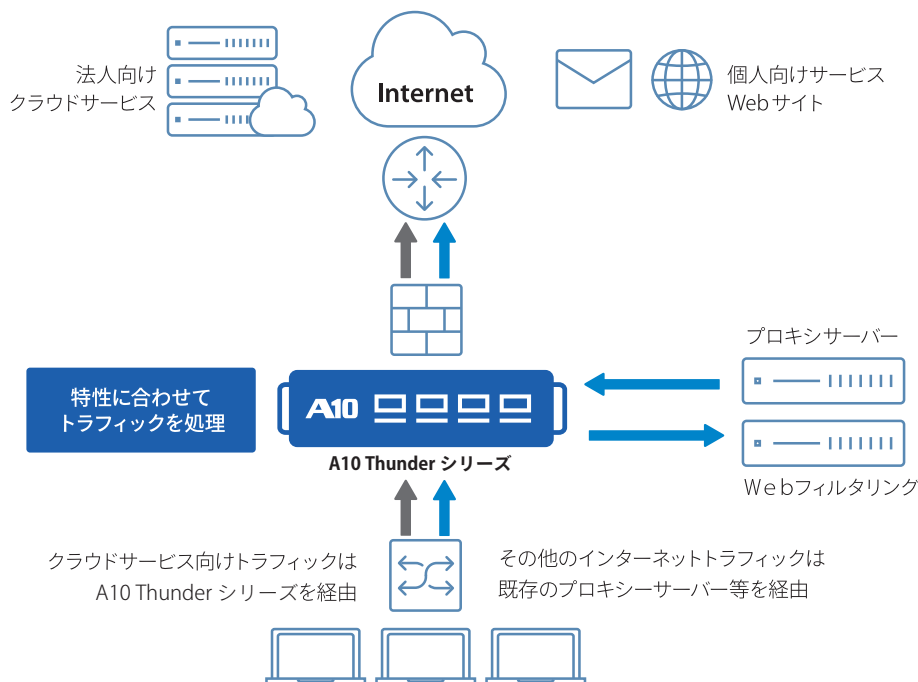 法人向け
クラウドサービス
Internet
個人向けサービス
Webサイト
プロキシサーバー
特性に合わせて
トラフィックを処理
A10
A10 Thunder シリーズ
Webフィルタリング
クラウドサービス向けトラフィックは
A10 Thunder シリーズを経由
その他のインターネットトラフィックは
既存のプロキシーサーバー等を経由